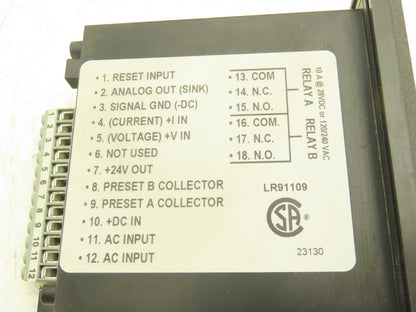 • 1. RESET INPUT
• 2. ANALOG OUT (SINK)
• 3. SIGNAL GND (-DC)
• 4. (CURRENT) +I IN
• 5. (VOLTAGE) +V IN
• 6. NOT USED
• 7. +24V OUT
• 8. PRESET B COLLECTOR
• 9. PRESET A COLLECTOR
• 10. +DC IN
• 11. AC INPUT
• 12. AC INPUT
• 13. COM
• 14. N.C.
• 15. N.O.
• 16. COM.
• 17. N.C.
• 18. N.O.
RELAY A
RELAY B
10 A @ 28VDC or 120/240 VAC
LR91109
CSA
23130
1
2
3
4
5
6
7
8
9
10
11
12